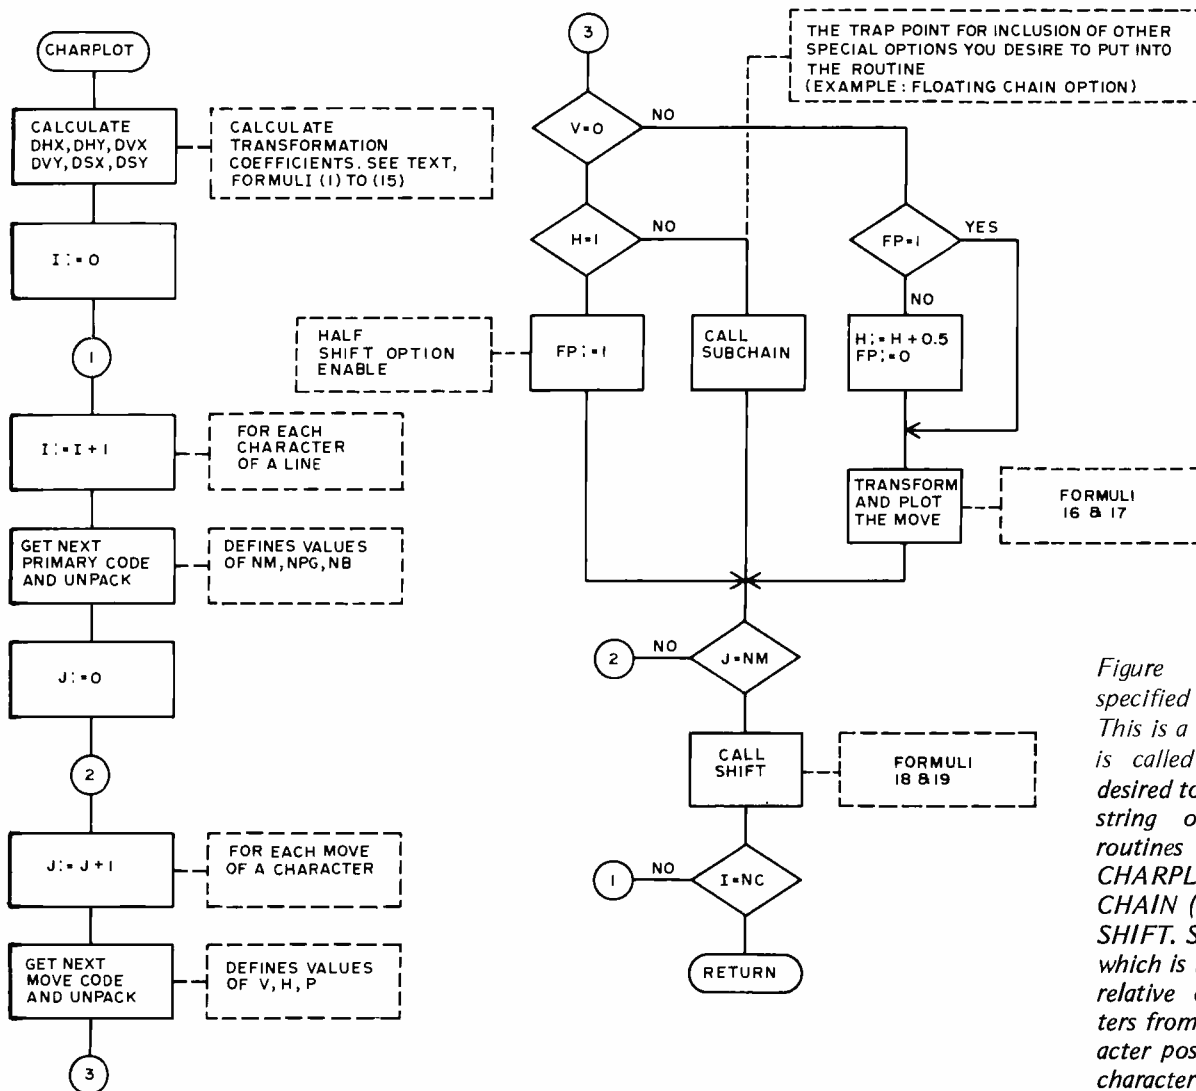 CHARPLOT
CALCULATE
DHX, DHY, DVX
DVY, DSX, DSY
CALCULATE
TRANSFORMATION
COEFFICIENTS. SEE TEXT,
FORMULI (1) TO (15)
I:=0
1
I:=I+1
FOR EACH
CHARACTER
OF A LINE
GET NEXT
PRIMARY CODE
AND UNPACK
DEFINES VALUES
OF NM, NPG, NB
J:=0
2
J:=J+1
FOR EACH MOVE
OF A CHARACTER
GET NEXT
MOVE CODE
AND UNPACK
DEFINES VALUES
OF V, H, P
3
3
THE TRAP POINT FOR INCLUSION OF OTHER
SPECIAL OPTIONS YOU DESIRE TO PUT INTO
THE ROUTINE
(EXAMPLE: FLOATING CHAIN OPTION)
V=0
NO
H=1
NO
FP=1
YES
NO
HALF
SHIFT OPTION
ENABLE
FP:=1
CALL
SUBCHAIN
H:=H+0.5
FP:=0
TRANSFORM
AND PLOT
THE MOVE
FORMULI
16 & 17
2
NO
J=NM
CALL
SHIFT
FORMULI
18 & 19
1
NO
I=NC
RETURN
Figure
specified
This is a
is called
desired to
string o
routines
CHARPL
CHAIN (
SHIFT. S
which is
relative
ters from
acter pos
character